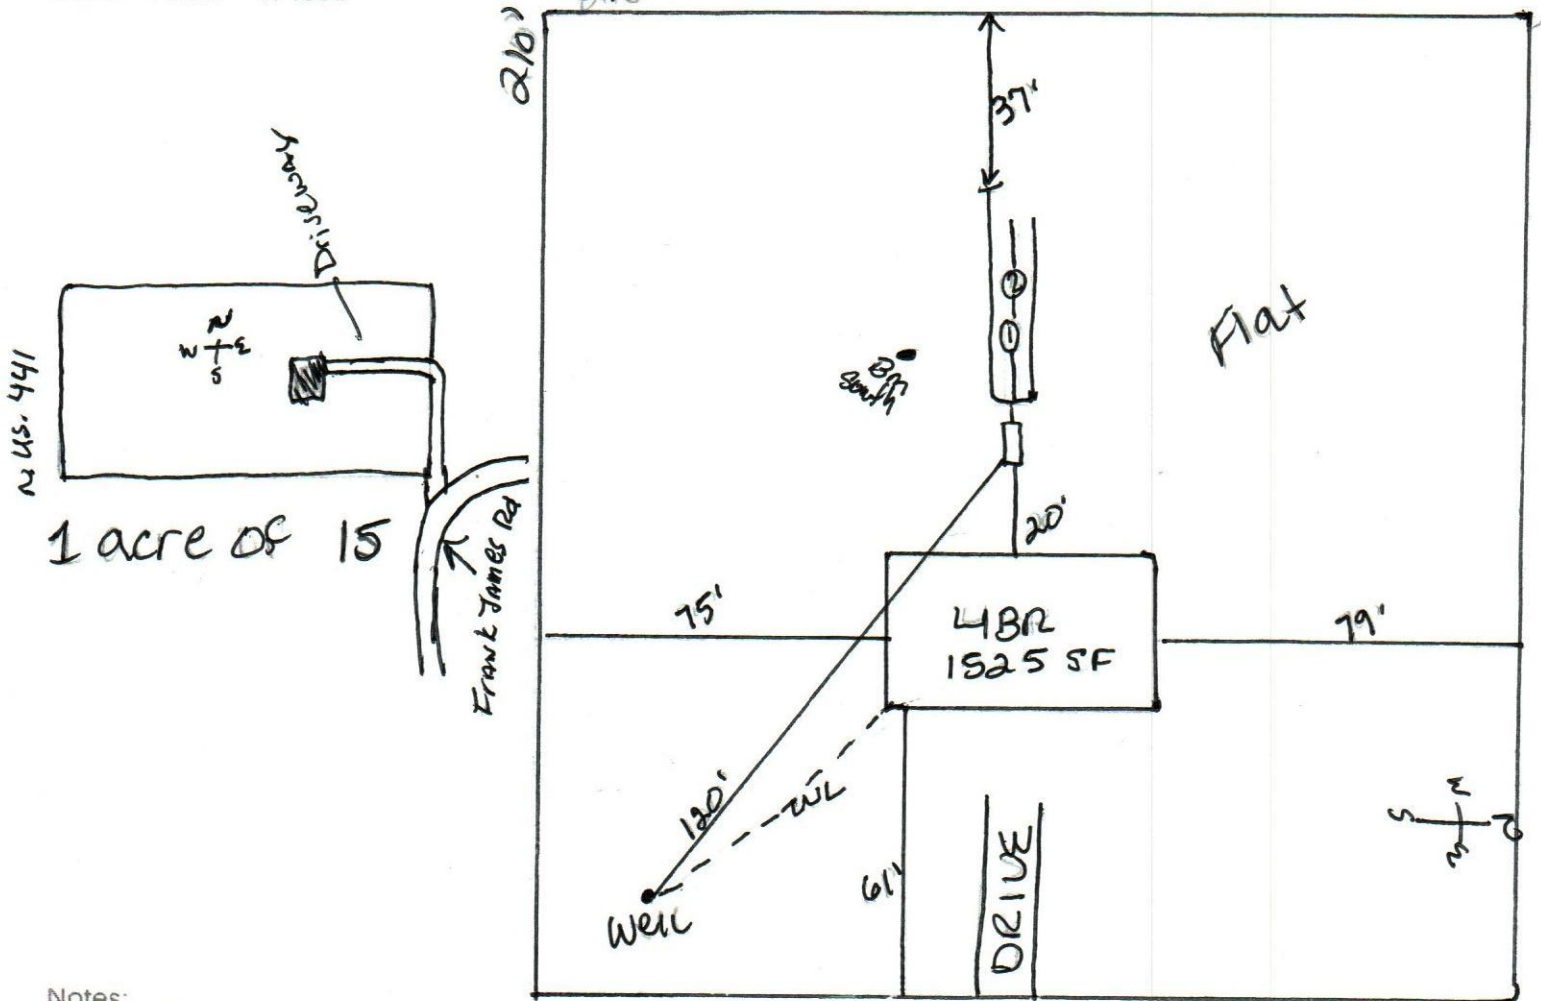 210'
37'
Driveway
N
W E
S
~ US. 441
2
1
Flat
BM
South
1 acre of 15
Frank James Rd
20'
75'
4BR
1525 SF
79'
120'
WL
61'
Well
DRIVE
W
S N
E
Notes: